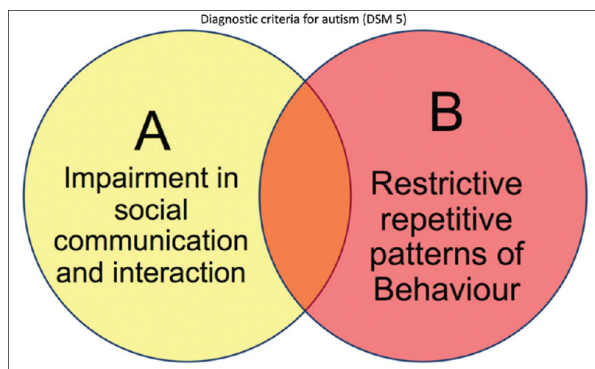 Diagnostic criteria for autism (DSM 5)
A
Impairment in
social
communication
and interaction
B
Restrictive
repetitive
patterns of
Behaviour